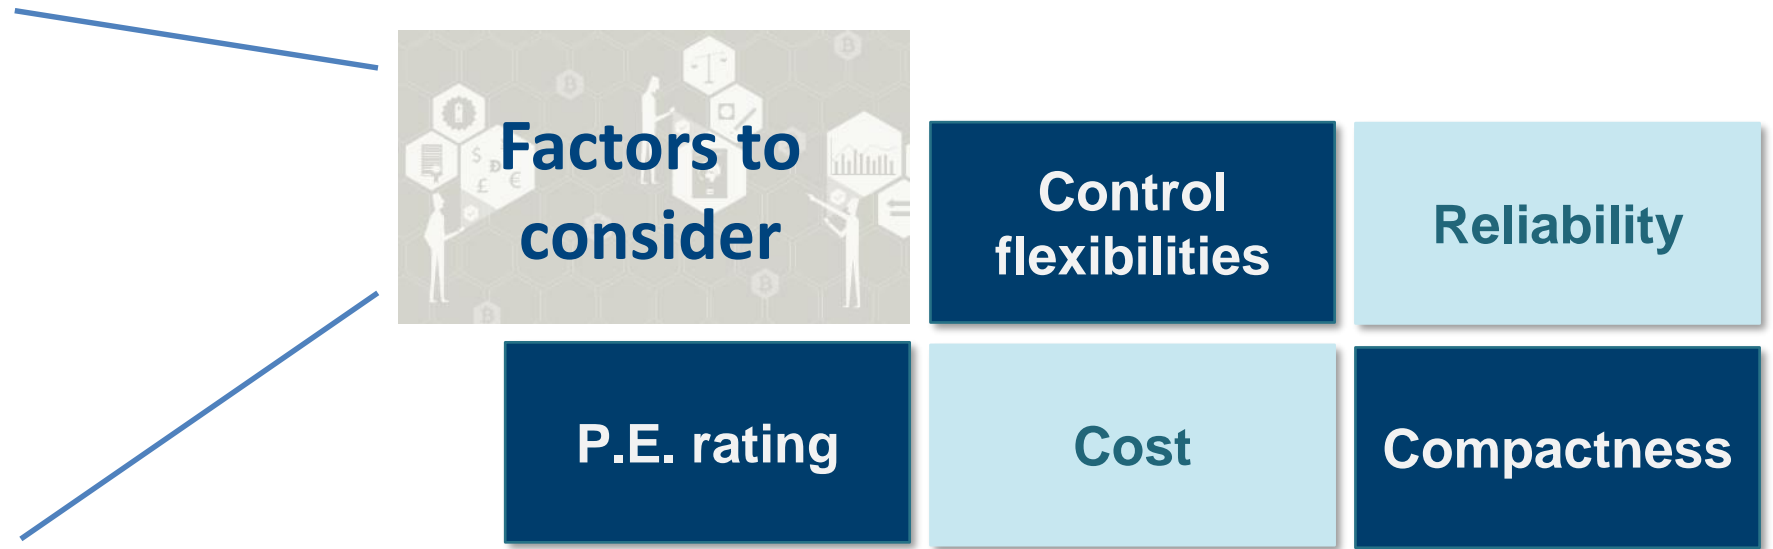 Factors to
consider
Control
flexibilities
Reliability
P.E. rating
Cost
Compactness